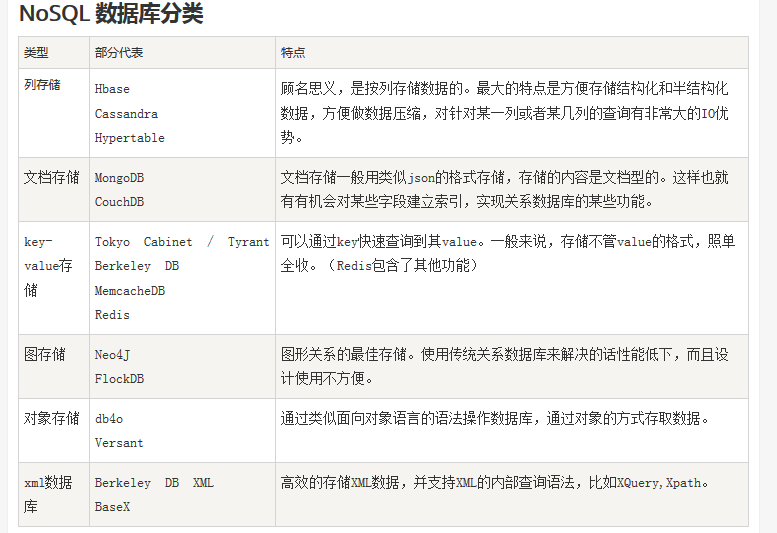 NoSQL 数据库分类
类型 部分代表 特点
列存储
Hbase
Cassandra
Hypertable
顾名思义，是按列存储数据的。最大的特点是方便存储结构化和半结构化
数据，方便做数据压缩，对针对某一列或者某几列的查询有非常大的IO优
势。
文档存储
MongoDB
CouchDB
文档存储一般用类似json的格式存储，存储的内容是文档型的。这样也就
有有机会对某些字段建立索引，实现关系数据库的某些功能。
key-
value存
储
Tokyo Cabinet / Tyrant
Berkeley DB
MemcacheDB
Redis
可以通过key快速查询到其value。一般来说，存储不管value的格式，照单
全收。（Redis包含了其他功能）
图存储
Neo4J
FlockDB
图形关系的最佳存储。使用传统关系数据库来解决的话性能低下，而且设
计使用不方便。
对象存储
db4o
Versant
通过类似面向对象语言的语法操作数据库，通过对象的方式存取数据。
xml数据
库
Berkeley DB XML
BaseX
高效的存储XML数据，并支持XML的内部查询语法，比如XQuery,Xpath。